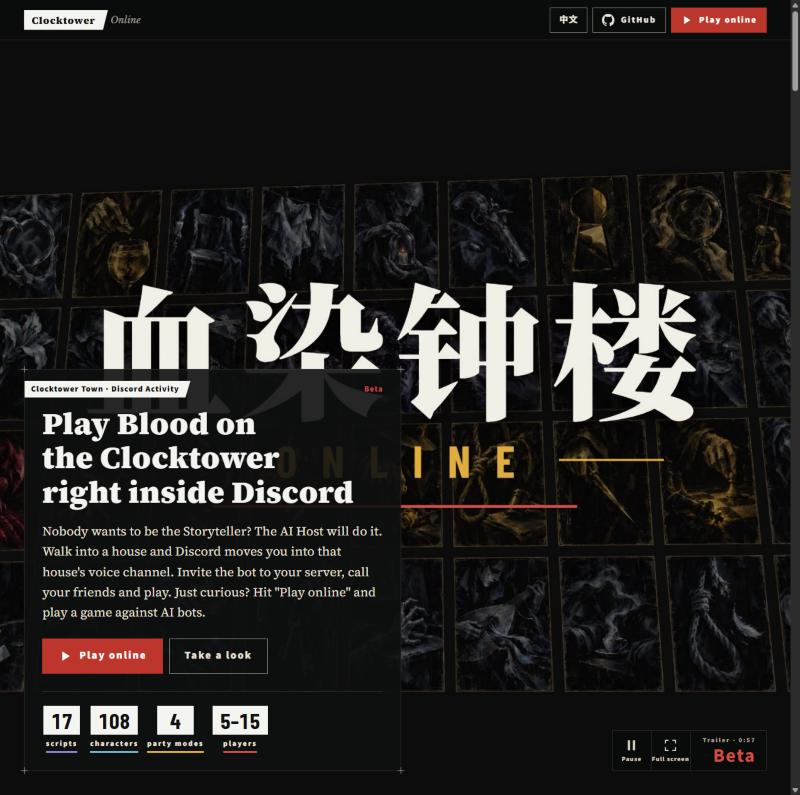 Clocktower Online
中文
GitHub
Play online
血染钟楼
ONLINE
Clocktower Town · Discord Activity
Beta
Play Blood on
the Clocktower
right inside Discord
Nobody wants to be the Storyteller? The AI Host will do it.
Walk into a house and Discord moves you into that
house's voice channel. Invite the bot to your server, call
your friends and play. Just curious? Hit "Play online" and
play a game against AI bots.
Play online
Take a look
17
scripts
108
characters
4
party modes
5-15
players
Pause
Full screen
Trailer · 0:57
Beta